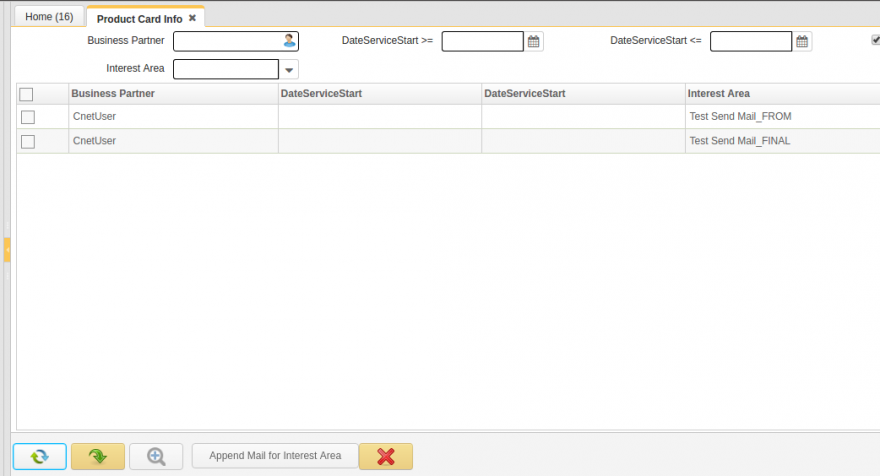 Home (16)
Product Card Info
Business Partner
DateServiceStart >=
DateServiceStart <=
Interest Area
Business Partner DateServiceStart DateServiceStart Interest Area
CnetUser Test Send Mail_FROM
CnetUser Test Send Mail_FINAL
Append Mail for Interest Area